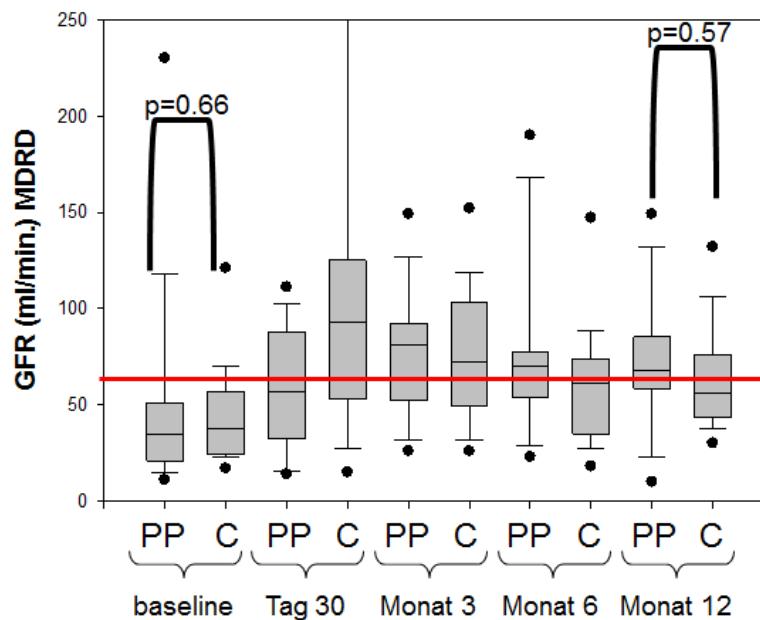 GFR (ml/min.) MDRD
250
200
150
100
50
0
p=0.66
p=0.57
PP C PP C PP C PP C PP C
baseline Tag 30 Monat 3 Monat 6 Monat 12